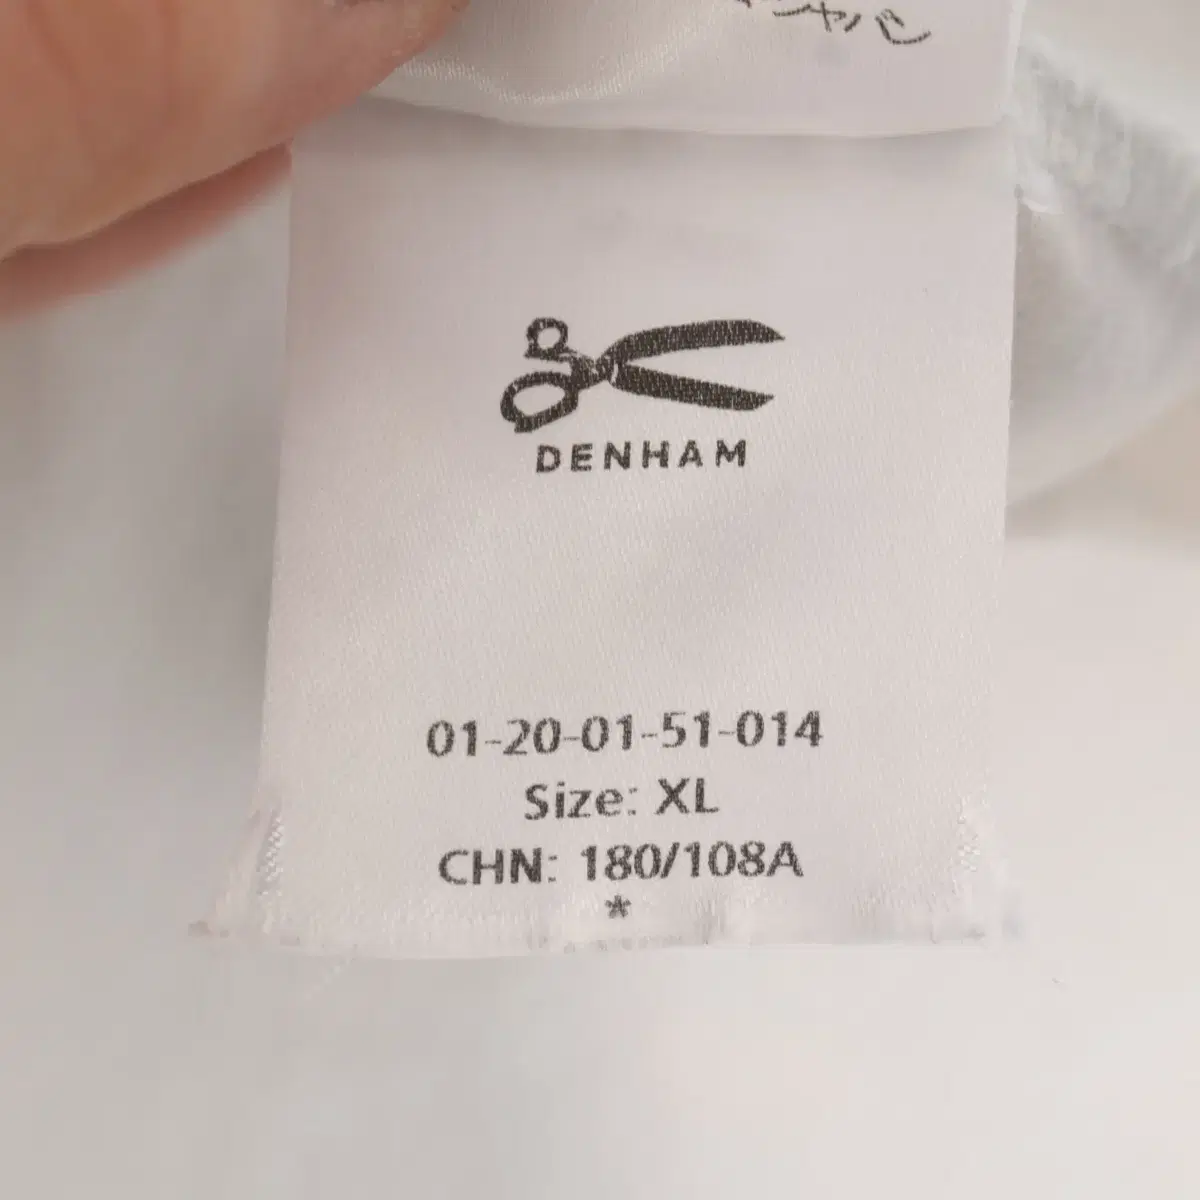 DENHAM
01-20-01-51-014
Size: XL
CHN: 180/108A
*